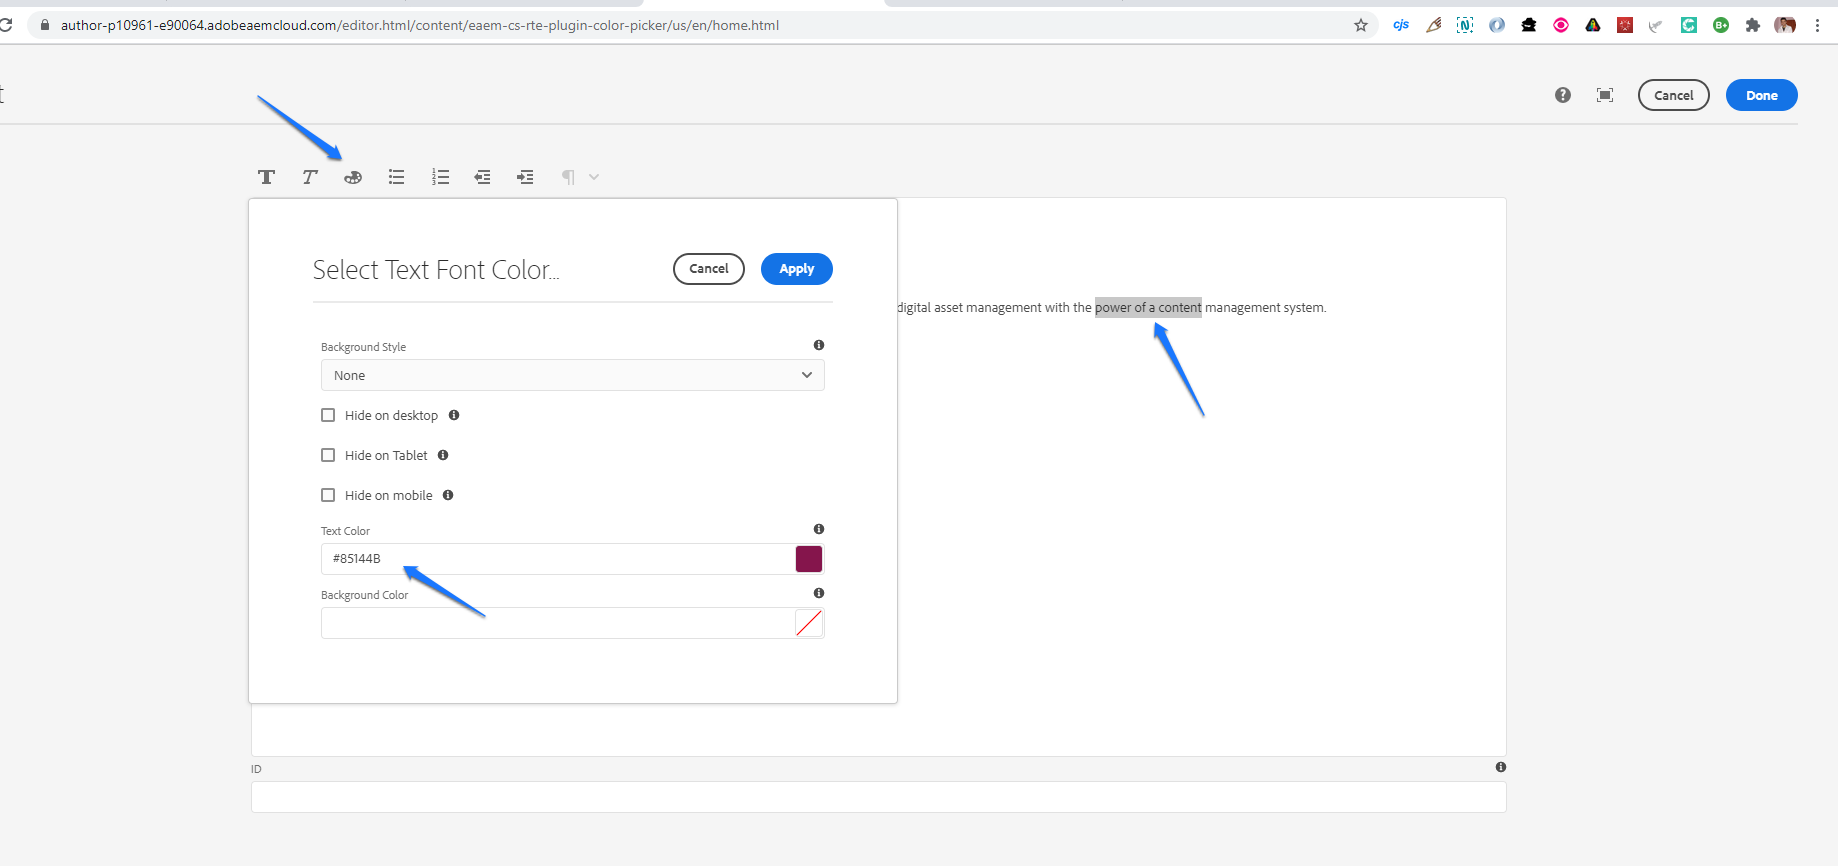 author-p10961-e90064.adobeaemcloud.com/editor.html/content/eaem-cs-rte-plugin-color-picker/us/en/home.html
cjs
N
B+
t
Cancel
Done
Select Text Font Color...
Cancel
Apply
digital asset management with the power of a content management system.
Background Style
None
Hide on desktop
Hide on Tablet
Hide on mobile
Text Color
#85144B
Background Color
ID